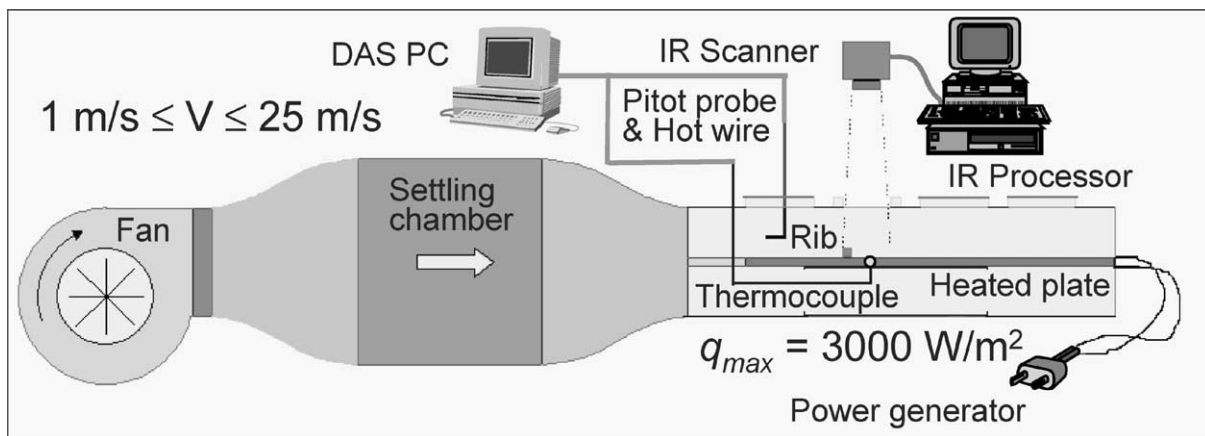 DAS PC
IR Scanner
1 m/s ≤ V ≤ 25 m/s
Pitot probe
& Hot wire
IR Processor
Settling
chamber
Fan
Rib
Thermocouple
Heated plate
q_max = 3000 W/m²
Power generator